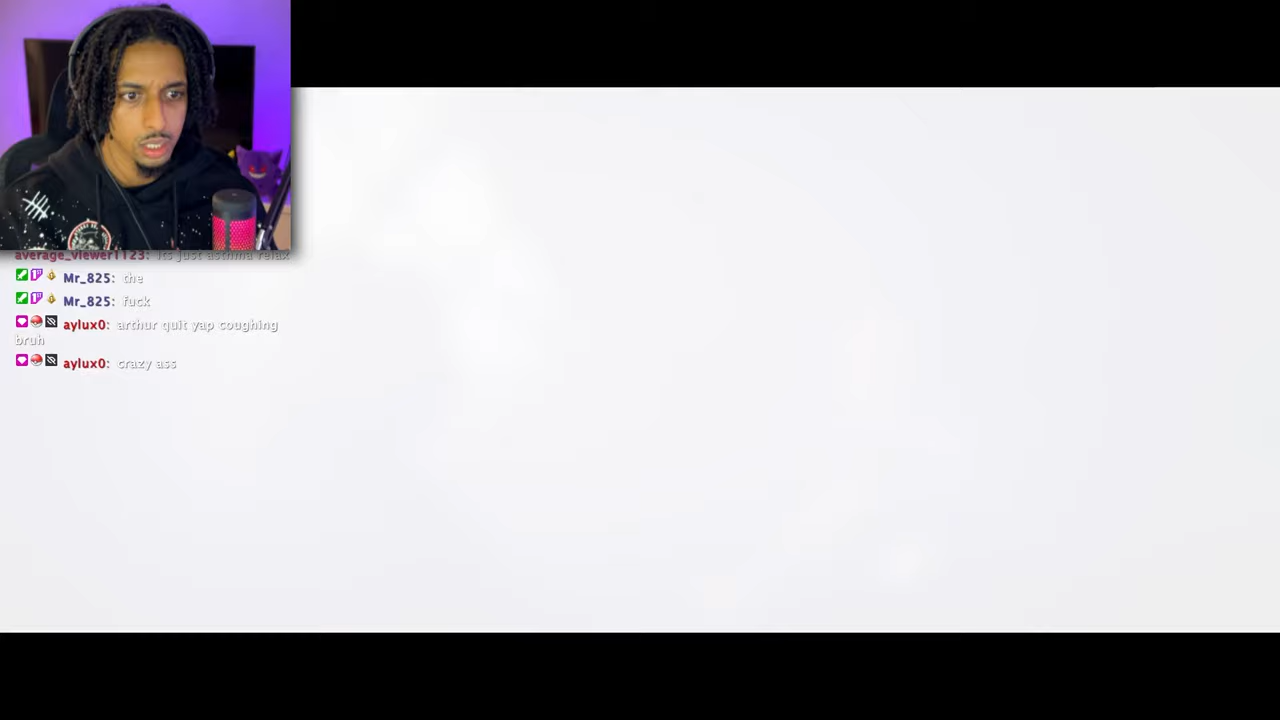 average_viewer1123: its just asthma relax
Mr_825: the
Mr_825: fuck
aylux0: arthur quit yap coughing
bruh
aylux0: crazy ass